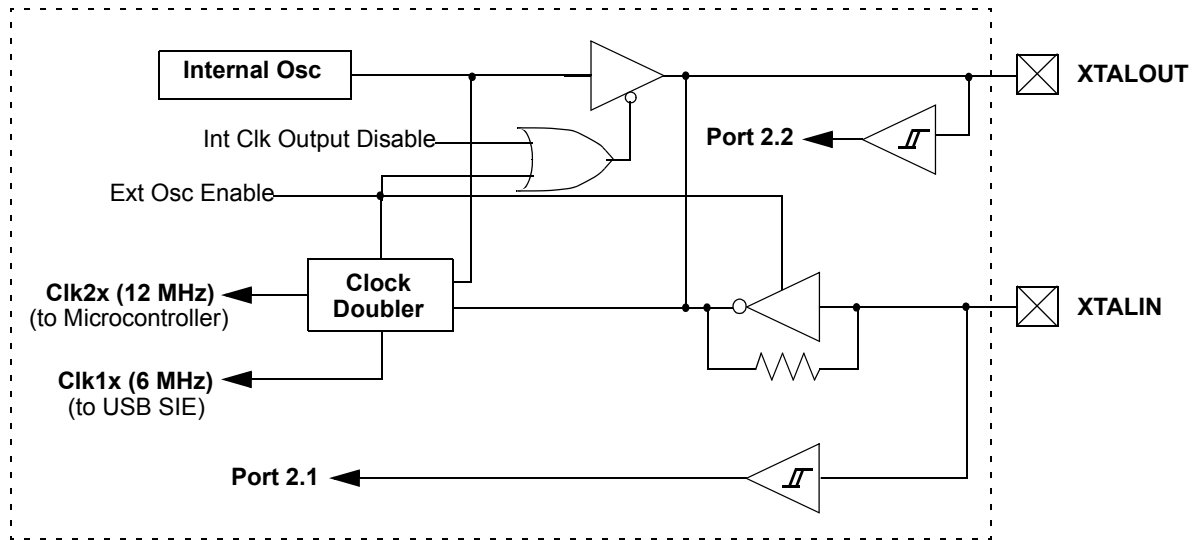 Internal Osc
XTALOUT
Int Clk Output Disable
Port 2.2
Ext Osc Enable
Clk2x (12 MHz)
(to Microcontroller)
Clock
Doubler
XTALIN
Clk1x (6 MHz)
(to USB SIE)
Port 2.1